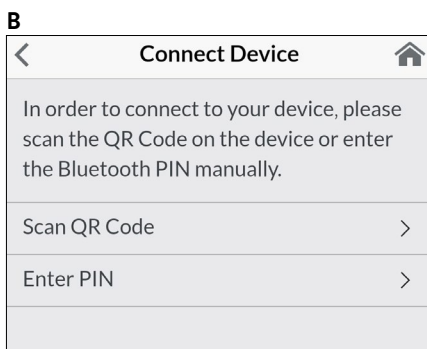 B
Connect Device
In order to connect to your device, please
scan the QR Code on the device or enter
the Bluetooth PIN manually.
Scan QR Code
Enter PIN